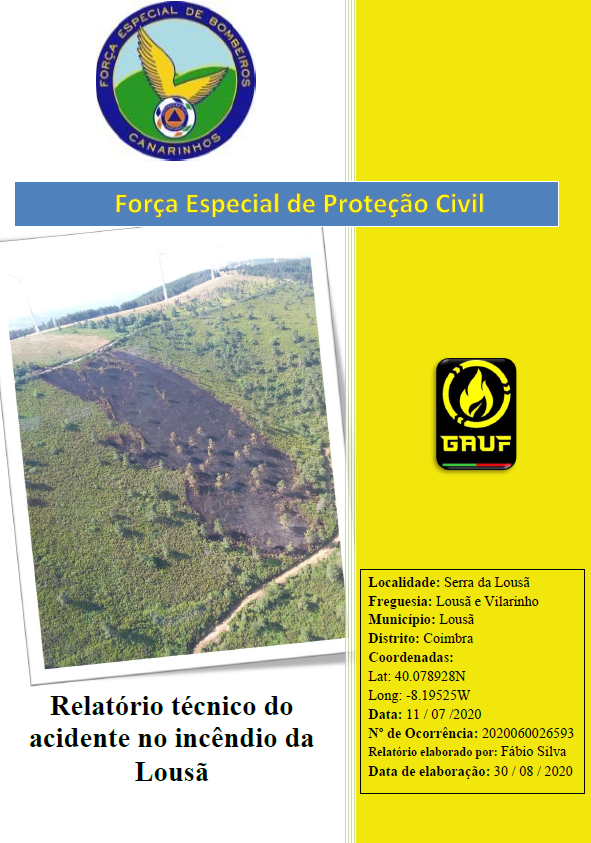 FORÇA ESPECIAL DE BOMBEIROS
CANARINHOS
Força Especial de Proteção Civil
GAUF
Localidade: Serra da Lousã
Freguesia: Lousã e Vilarinho
Município: Lousã
Distrito: Coimbra
Coordenadas:
Lat: 40.078928N
Long: -8.19525W
Data: 11 / 07 /2020
Nº de Ocorrência: 2020060026593
Relatório elaborado por: Fábio Silva
Data de elaboração: 30 / 08 / 2020
Relatório técnico do
acidente no incêndio da
Lousã